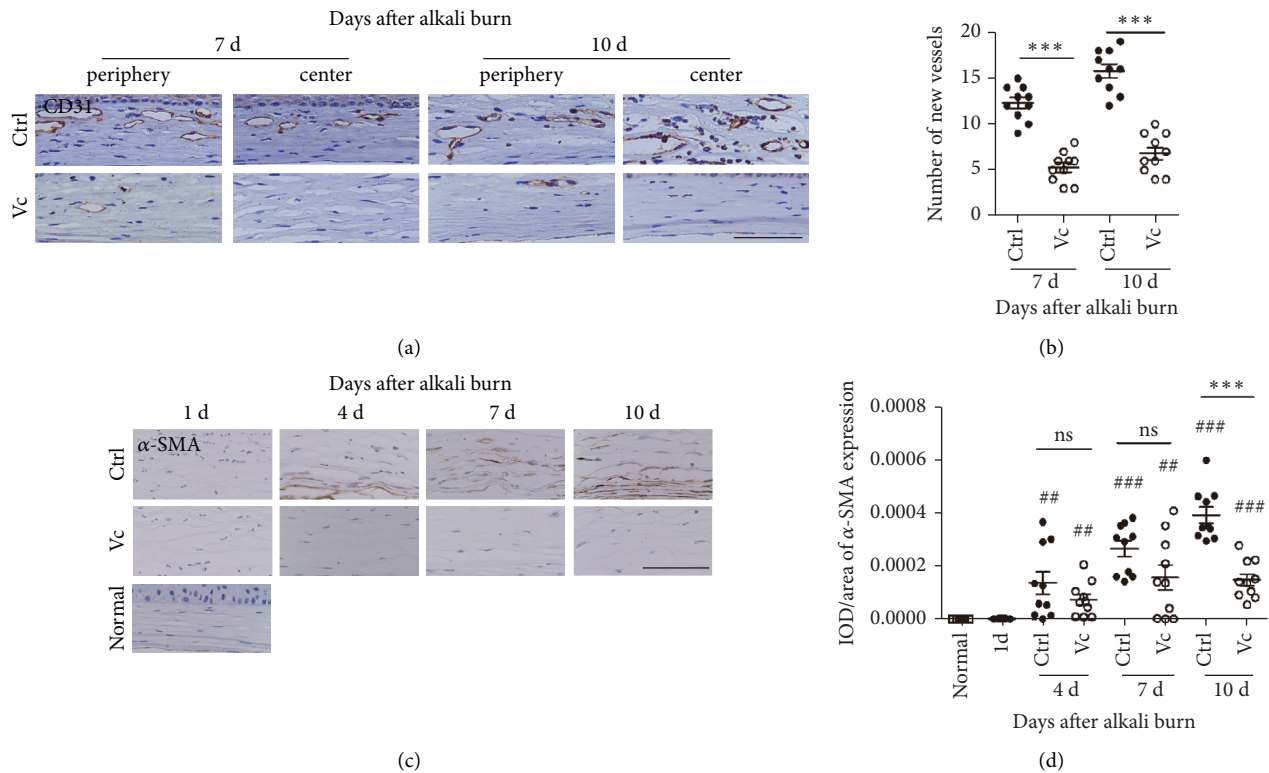 Days after alkali burn
7 d
10 d
periphery
center
periphery
center
Ctrl
CD31
Vc
(a)
Number of new vessels
20
15
10
5
0
***
***
Ctrl
Vc
Ctrl
Vc
7 d
10 d
Days after alkali burn
(b)
Days after alkali burn
1 d
4 d
7 d
10 d
Ctrl
α-SMA
Vc
Normal
(c)
IOD/area of α-SMA expression
0.0008
0.0006
0.0004
0.0002
0.0000
ns
ns
***
##
##
###
##
###
###
Normal
1d
Ctrl
Vc
Ctrl
Vc
Ctrl
Vc
4 d
7 d
10 d
Days after alkali burn
(d)